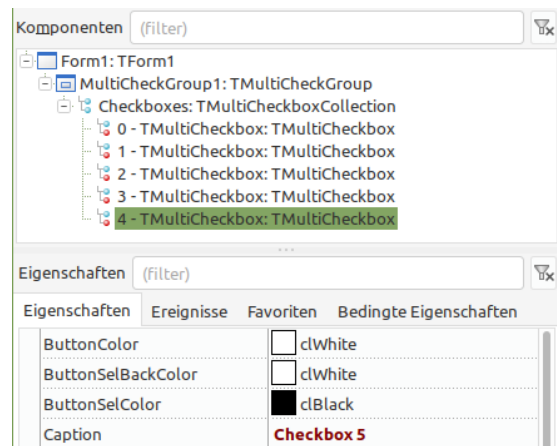 Komponenten (filter)
Form1: TForm1
MultiCheckGroup1: TMultiCheckGroup
Checkboxes: TMultiCheckboxCollection
0 - TMultiCheckbox: TMultiCheckbox
1 - TMultiCheckbox: TMultiCheckbox
2 - TMultiCheckbox: TMultiCheckbox
3 - TMultiCheckbox: TMultiCheckbox
4 - TMultiCheckbox: TMultiCheckbox
Eigenschaften (filter)
Eigenschaften Ereignisse Favoriten Bedingte Eigenschaften
ButtonColor clWhite
ButtonSelBackColor clWhite
ButtonSelColor clBlack
Caption Checkbox 5